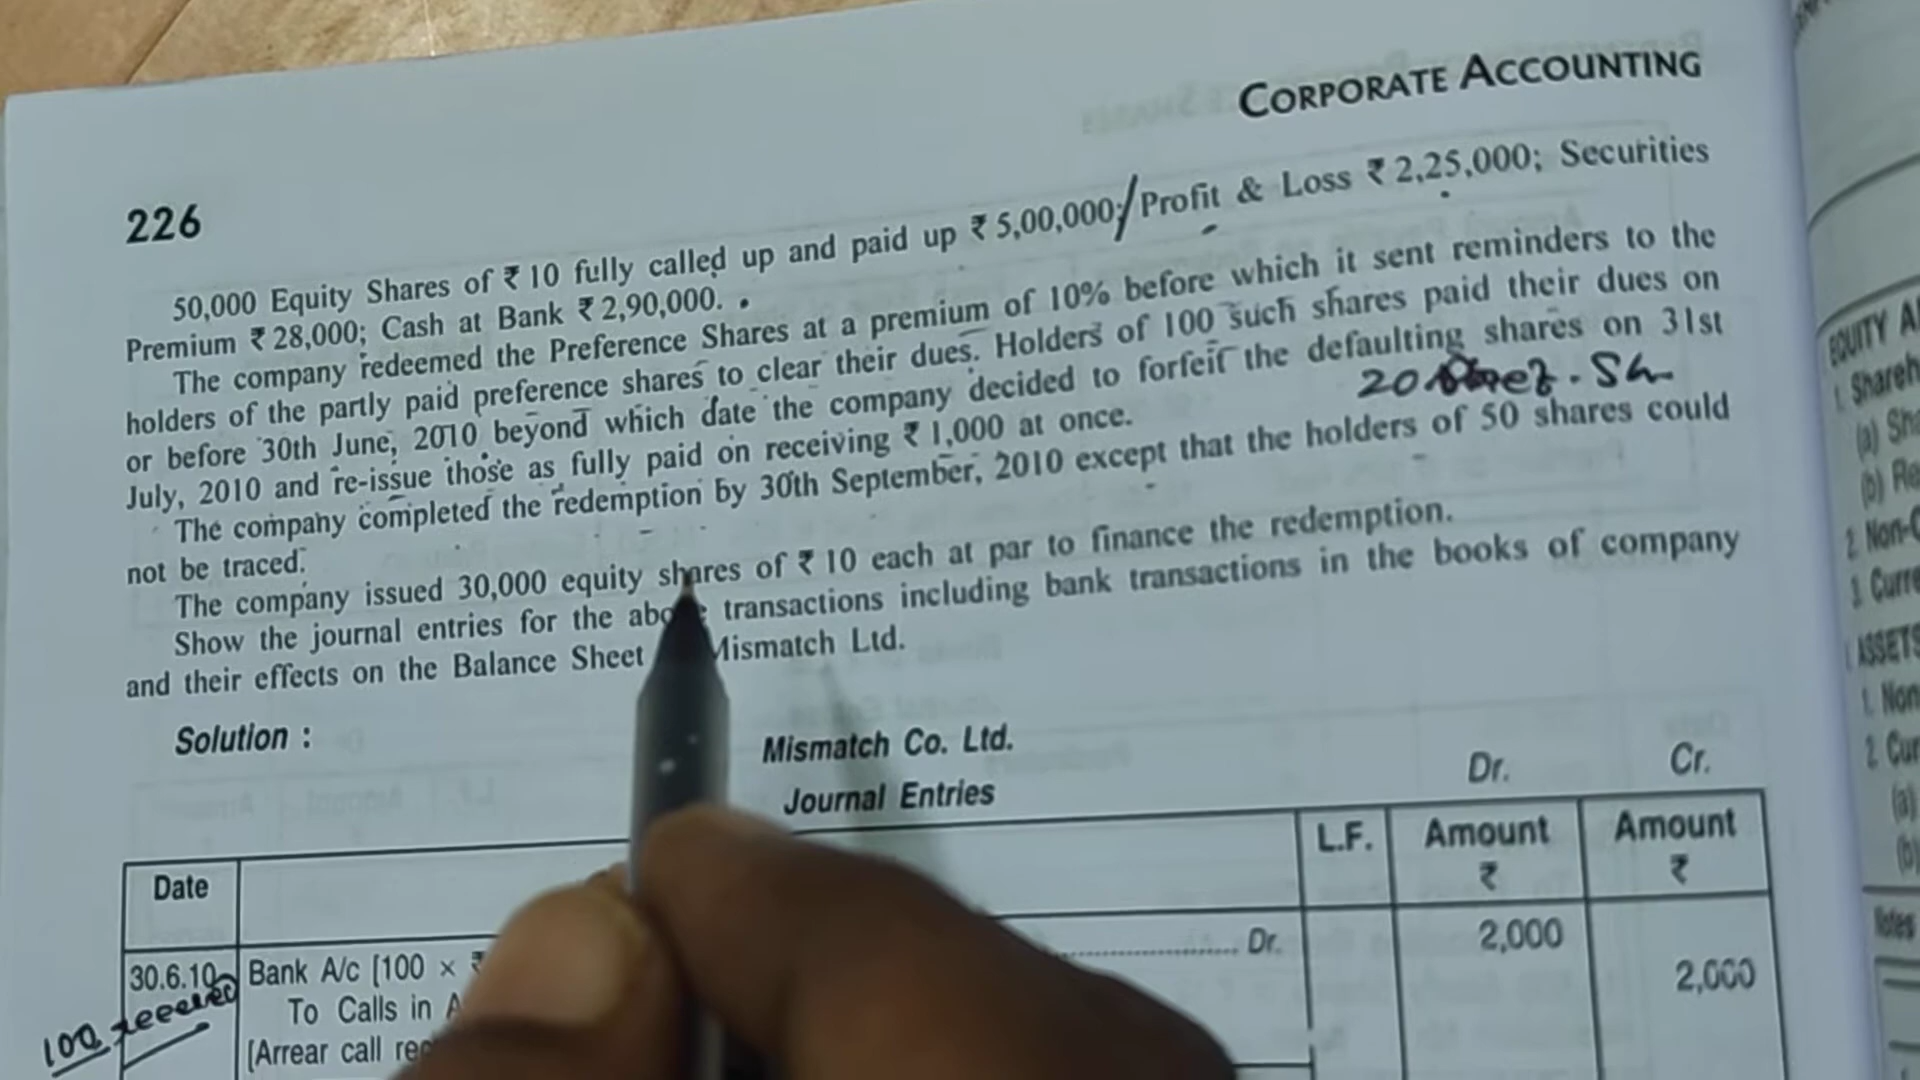 CORPORATE ACCOUNTING
226
50,000 Equity Shares of ₹ 10 fully called up and paid up ₹ 5,00,000; Profit & Loss ₹ 2,25,000; Securities
Premium ₹ 28,000; Cash at Bank ₹ 2,90,000.
The company redeemed the Preference Shares at a premium of 10% before which it sent reminders to the
holders of the partly paid preference shares to clear their dues. Holders of 100 such shares paid their dues on
or before 30th June, 2010 beyond which date the company decided to forfeit the defaulting shares on 31st
July, 2010 and re-issue those as fully paid on receiving ₹ 1,000 at once.
The company completed the redemption by 30th September, 2010 except that the holders of 50 shares could
not be traced.
The company issued 30,000 equity shares of ₹ 10 each at par to finance the redemption.
Show the journal entries for the above transactions including bank transactions in the books of company
and their effects on the Balance Sheet Mismatch Ltd.
Solution :
Mismatch Co. Ltd.
Journal Entries
Dr. Cr.
Date L.F. Amount ₹ Amount ₹
30.6.10 Bank A/c [100 × Dr. 2,000
To Calls in 2,000
100 received
[Arrear call
EQUITY
ASSETS